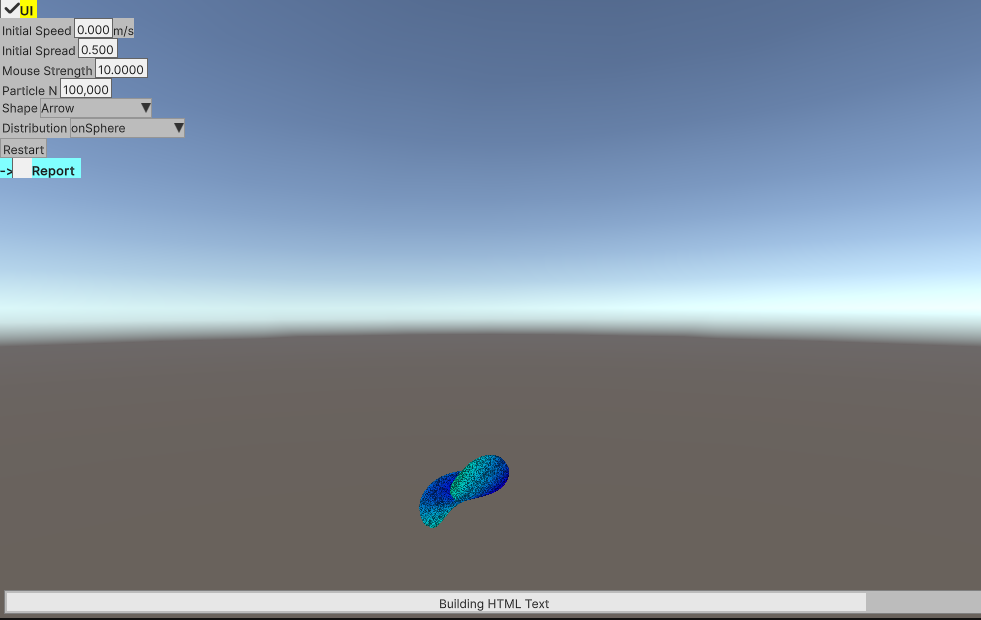 UI
Initial Speed 0.000 m/s
Initial Spread 0.500
Mouse Strength 10.0000
Particle N 100,000
Shape Arrow
Distribution onSphere
Restart
-> Report
Building HTML Text